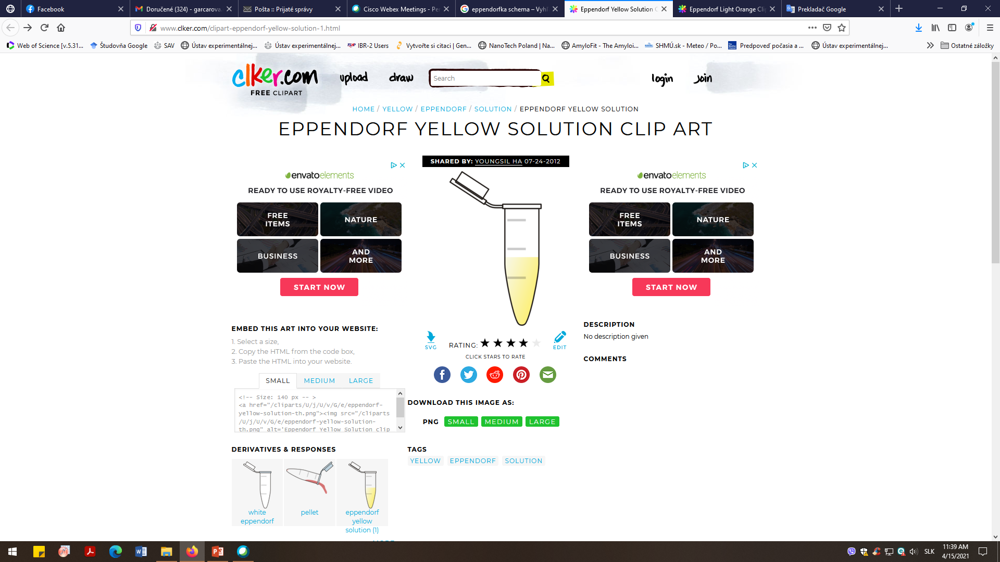 Facebook
Doručené (324) - garcarova.
Pošta :: Prijaté správy
Cisco Webex Meetings - Per
eppendorfka schema – Vyhľ
Eppendorf Yellow Solution C
Eppendorf Light Orange Clip
Prekladač Google
www.clker.com/clipart-eppendorf-yellow-solution-1.html
Web of Science [v.5.31...
Študovňa Google
SAV
Ústav experimentálnej...
Ústav experimentálnej...
IBR-2 Users
Vytvořte si citaci | Gen...
NanoTech Poland | Na...
AmyloFit - The Amyloi...
SHMÚ.sk - Meteo / Po...
Predpoveď počasia a ...
Ústav experimentálnej...
Ostatné záložky
clker.com
FREE CLIPART
upload
draw
Search
login
join
HOME / YELLOW / EPPENDORF / SOLUTION / EPPENDORF YELLOW SOLUTION
EPPENDORF YELLOW SOLUTION CLIP ART
SHARED BY: YOUNGSIL HA 07-24-2012
envatoelements
READY TO USE ROYALTY-FREE VIDEO
FREE
ITEMS
NATURE
BUSINESS
AND
MORE
START NOW
envatoelements
READY TO USE ROYALTY-FREE VIDEO
FREE
ITEMS
NATURE
BUSINESS
AND
MORE
START NOW
EMBED THIS ART INTO YOUR WEBSITE:
1. Select a size,
2. Copy the HTML from the code box,
3. Paste the HTML into your website.
SMALL
MEDIUM
LARGE
<!-- Size: 140 px -- >
<a href="/cliparts/U/j/U/v/G/e/eppendorf-
yellow-solution-th.png"><img src="/cliparts
/U/j/U/v/G/e/eppendorf-yellow-solution-
th.png" alt='Eppendorf Yellow Solution clip
SVG
RATING:
EDIT
CLICK STARS TO RATE
DOWNLOAD THIS IMAGE AS:
PNG SMALL MEDIUM LARGE
DESCRIPTION
No description given
COMMENTS
DERIVATIVES & RESPONSES
white
eppendorf
pellet
eppendorf
yellow
solution (1)
TAGS
YELLOW EPPENDORF SOLUTION
SLK
11:39 AM
4/15/2021